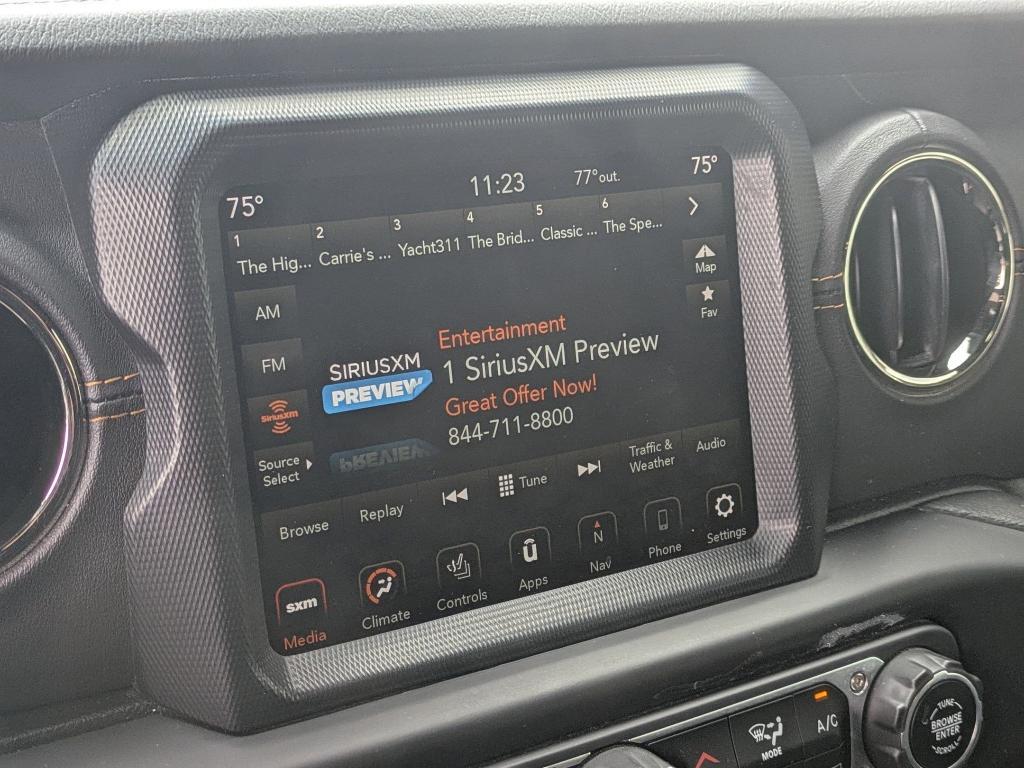 75° 11:23 77°out. 75°
1 2 3 4 5 6
The Hig... Carrie's ... Yacht311 The Brid... Classic ... The Spe...
Map
Fav
AM
FM
SiriusXM
Source
Select
SIRIUSXM
PREVIEW
Entertainment
1 SiriusXM Preview
Great Offer Now!
844-711-8800
PREVIEW
Browse Replay Tune
Traffic &
Weather
Audio
sxm
Media
Climate
Controls
u
Apps
N
Nav
Phone
Settings
MODE
A/C
TUNE
BROWSE
ENTER
SCROLL